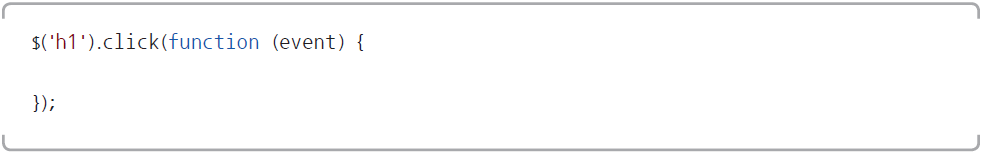 $('h1').click(function (event) {
});